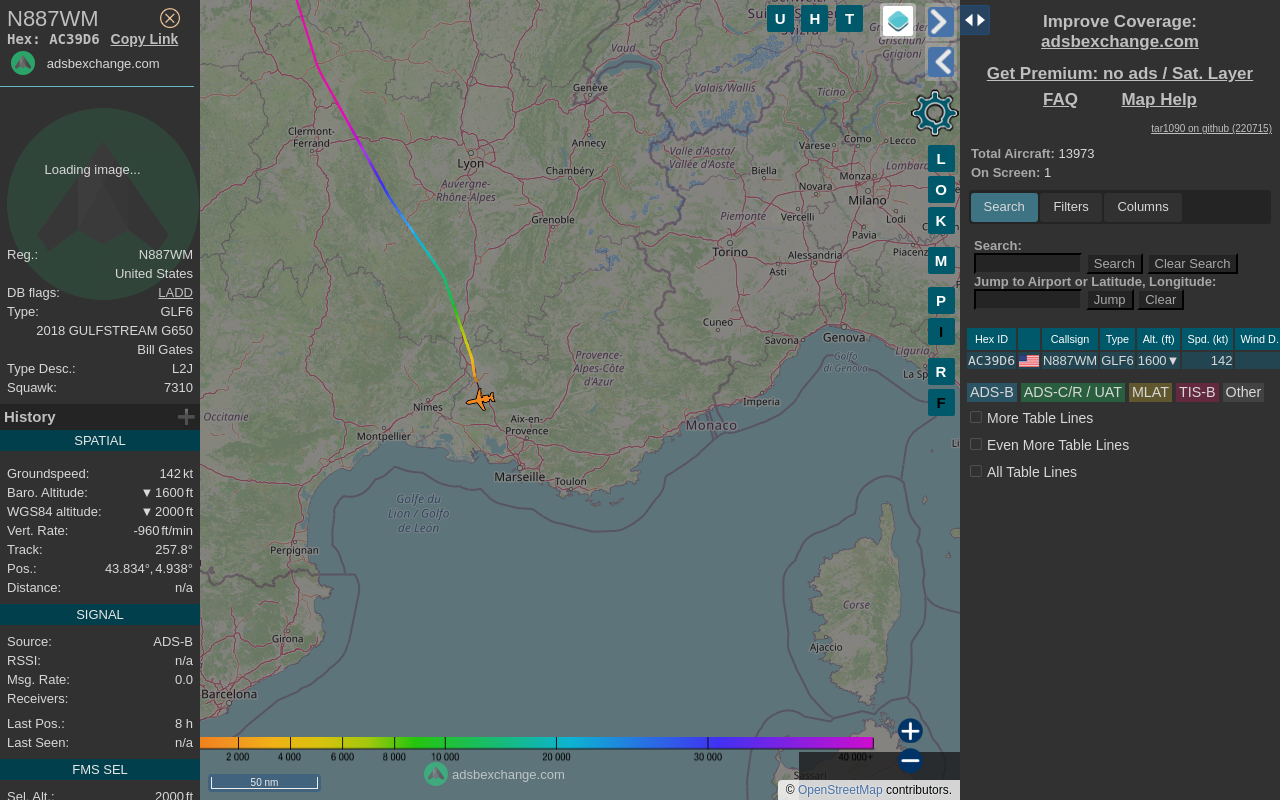 N887WM
Hex: AC39D6 Copy Link
adsbexchange.com
Loading image...
Reg.: N887WM
United States
DB flags: LADD
Type: GLF6
2018 GULFSTREAM G650
Bill Gates
Type Desc.: L2J
Squawk: 7310
History
SPATIAL
Groundspeed: 142 kt
Baro. Altitude: ▼ 1600 ft
WGS84 altitude: ▼ 2000 ft
Vert. Rate: -960 ft/min
Track: 257.8°
Pos.: 43.834°, 4.938°
Distance: n/a
SIGNAL
Source: ADS-B
RSSI: n/a
Msg. Rate: 0.0
Receivers:
Last Pos.: 8 h
Last Seen: n/a
FMS SEL
Sel. Alt.: 2000 ft
U H T
Vaud
Genève
Valais/Wallis
Ticino
Grischun/
Grigioni
Clermont-
Ferrand
Lyon
Annecy
Chambéry
Valle d'Aosta/
Vallée d'Aoste
Varese
Como
Lecco
Biella
Monza
Lombar
Novara
Milano
Auvergne-
Rhône-Alpes
Grenoble
Piemonte
Vercelli
Lodi
Pavia
Torino
Alessandria
Piacenz
Asti
Cuneo
Savona
Genova
Golfo
di Genova
Liguria
La Sp
Provence-
Alpes-Côte
d'Azur
Imperia
Occitanie
Nîmes
Aix-en-
Provence
Monaco
Montpellier
Marseille
Toulon
Golfe du
Lion / Golfo
de León
Perpignan
Girona
Barcelona
Corse
Ajaccio
Sassari
L
O
K
M
P
I
R
F
2 000 4 000 6 000 8 000 10 000 20 000 30 000 40 000+
50 nm
adsbexchange.com
© OpenStreetMap contributors.
Improve Coverage:
adsbexchange.com
Get Premium: no ads / Sat. Layer
FAQ Map Help
tar1090 on github (220715)
Total Aircraft: 13973
On Screen: 1
Search Filters Columns
Search:
Search Clear Search
Jump to Airport or Latitude, Longitude:
Jump Clear
Hex ID Callsign Type Alt. (ft) Spd. (kt) Wind D.
AC39D6 N887WM GLF6 1600▼ 142
ADS-B ADS-C/R / UAT MLAT TIS-B Other
More Table Lines
Even More Table Lines
All Table Lines